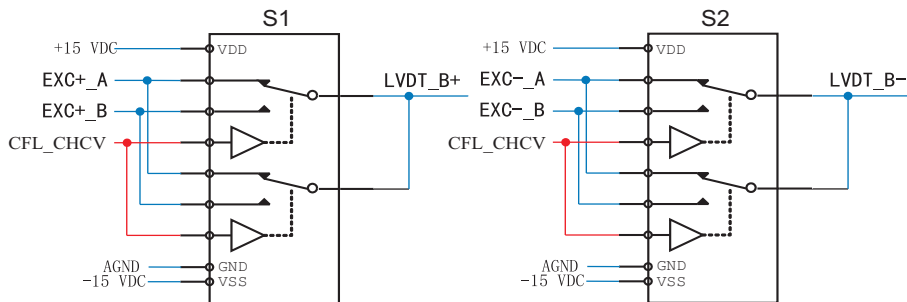 S1
+15 VDC
VDD
EXC+_A
EXC+_B
LVDT_B+
CFL_CHCV
AGND
GND
-15 VDC
VSS
S2
+15 VDC
VDD
EXC-_A
EXC-_B
LVDT_B-
CFL_CHCV
AGND
GND
-15 VDC
VSS